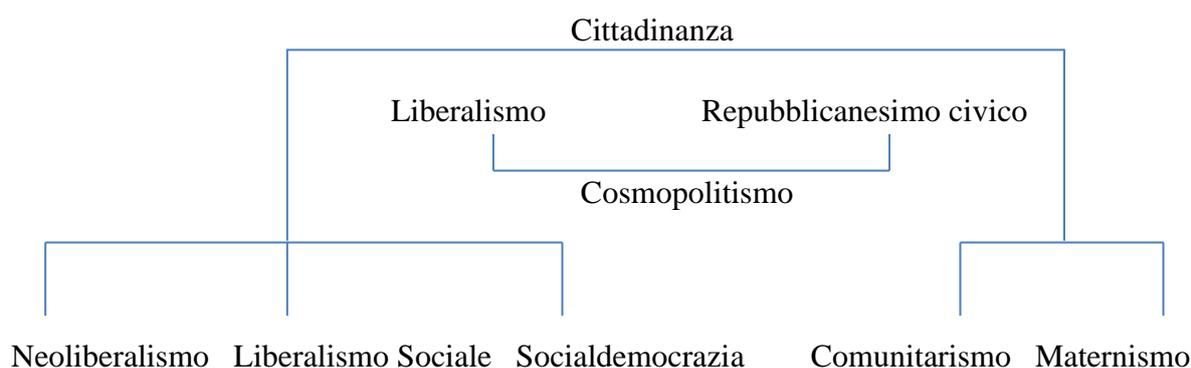 Cittadinanza
Liberalismo Repubblicanesimo civico
Cosmopolitismo
Neoliberalismo Liberalismo Sociale Socialdemocrazia Comunitarismo Maternismo